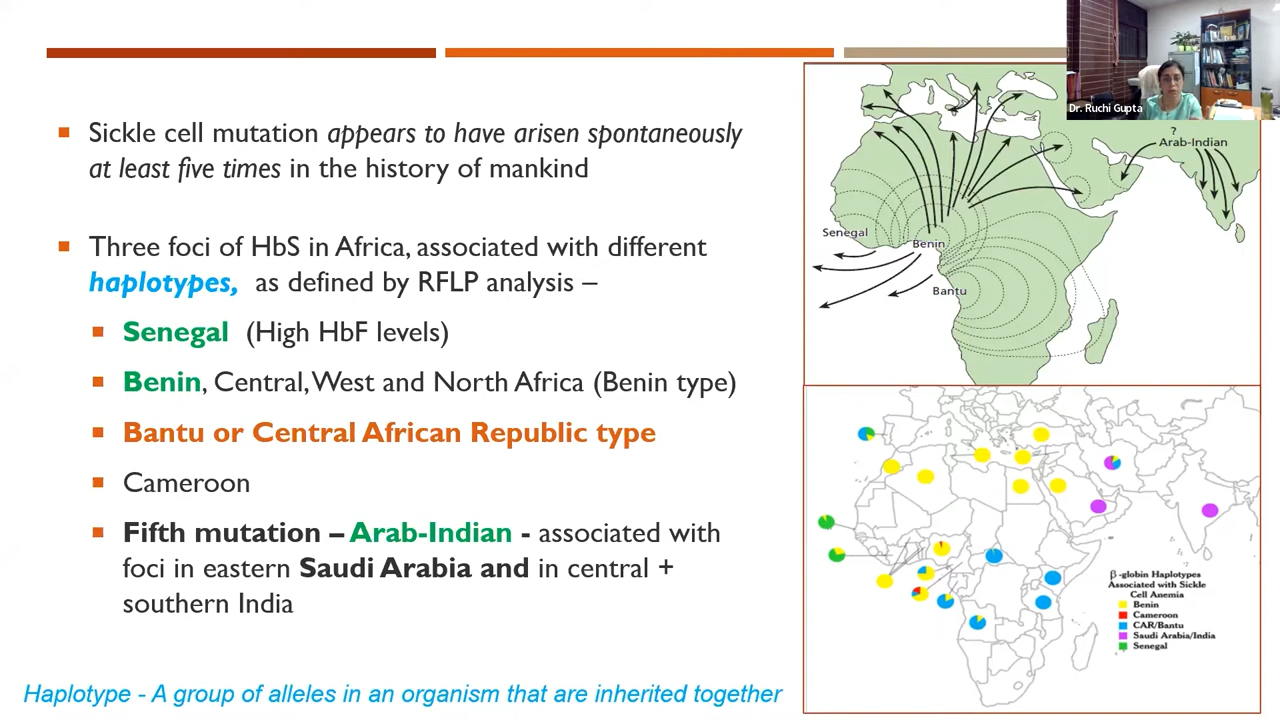 Sickle cell mutation appears to have arisen spontaneously
at least five times in the history of mankind
Three foci of HbS in Africa, associated with different
haplotypes, as defined by RFLP analysis –
Senegal (High HbF levels)
Benin, Central, West and North Africa (Benin type)
Bantu or Central African Republic type
Cameroon
Fifth mutation – Arab-Indian - associated with
foci in eastern Saudi Arabia and in central +
southern India
Haplotype - A group of alleles in an organism that are inherited together
Dr. Ruchi Gupta
?
Arab-Indian
Senegal
Benin
Bantu
β-globin Haplotypes
Associated with Sickle
Cell Anemia
Benin
Cameroon
CAR/Bantu
Saudi Arabia/India
Senegal